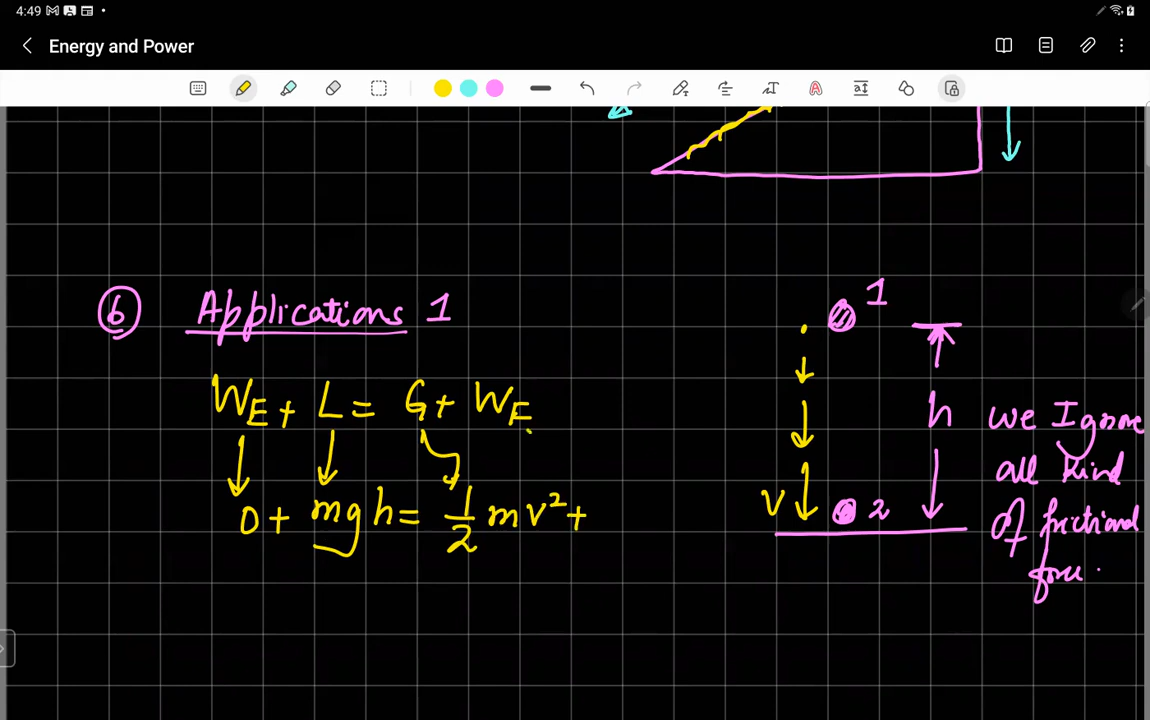 4:49
Energy and Power
6 Applications 1
W_E + L = G + W_F
0 + mgh = 1/2 mv² +
1
h
v
2
we Ignore
all kind
of frictional
force.